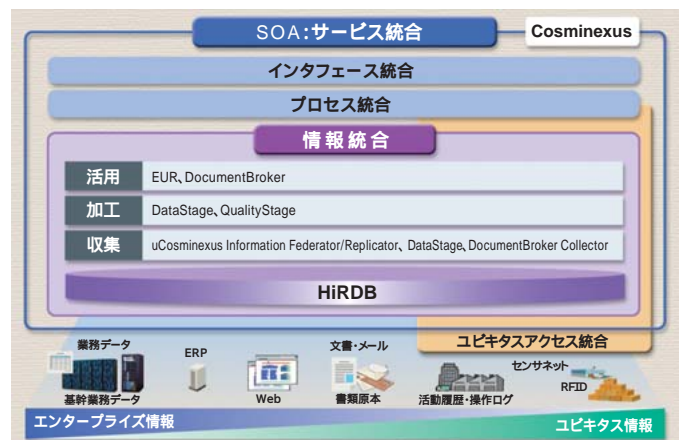 SOA:サービス統合
Cosminexus
インタフェース統合
プロセス統合
情報統合
活用 EUR、DocumentBroker
加工 DataStage、QualityStage
収集 uCosminexus Information Federator/Replicator、DataStage、DocumentBroker Collector
HiRDB
ユビキタスアクセス統合
業務データ
基幹業務データ
ERP
Web
文書・メール
書類原本
活動履歴・操作ログ
センサネット
RFID
エンタープライズ情報
ユビキタス情報